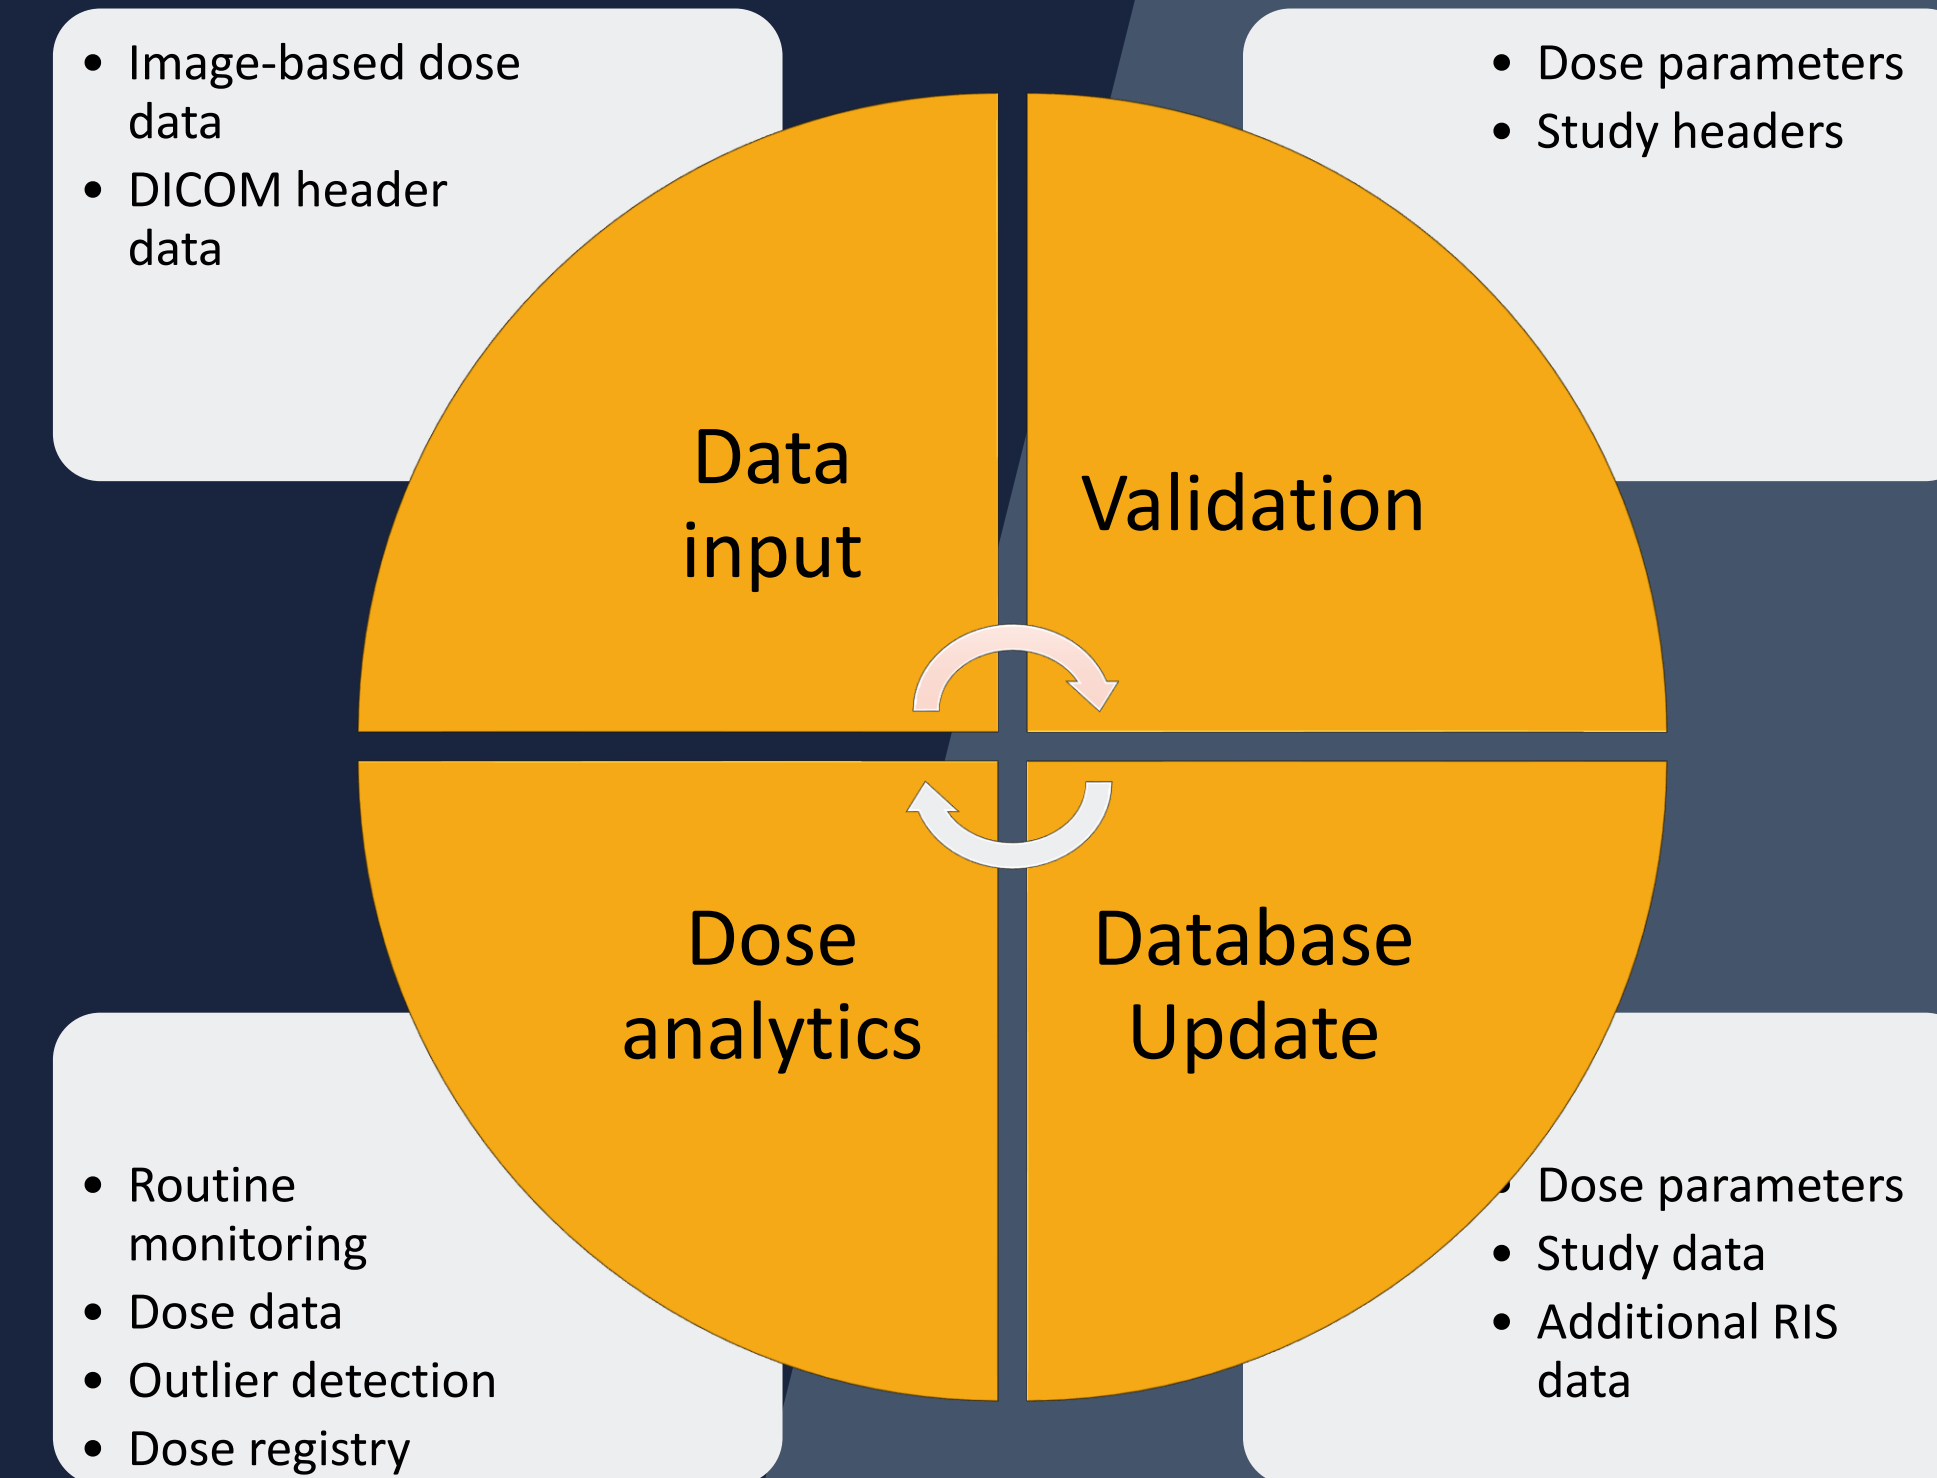 • Image-based dose
data
• DICOM header
data
• Dose parameters
• Study headers
Data
input
Validation
Dose
analytics
Database
Update
• Routine
monitoring
• Dose data
• Outlier detection
• Dose registry
• Dose parameters
• Study data
• Additional RIS
data